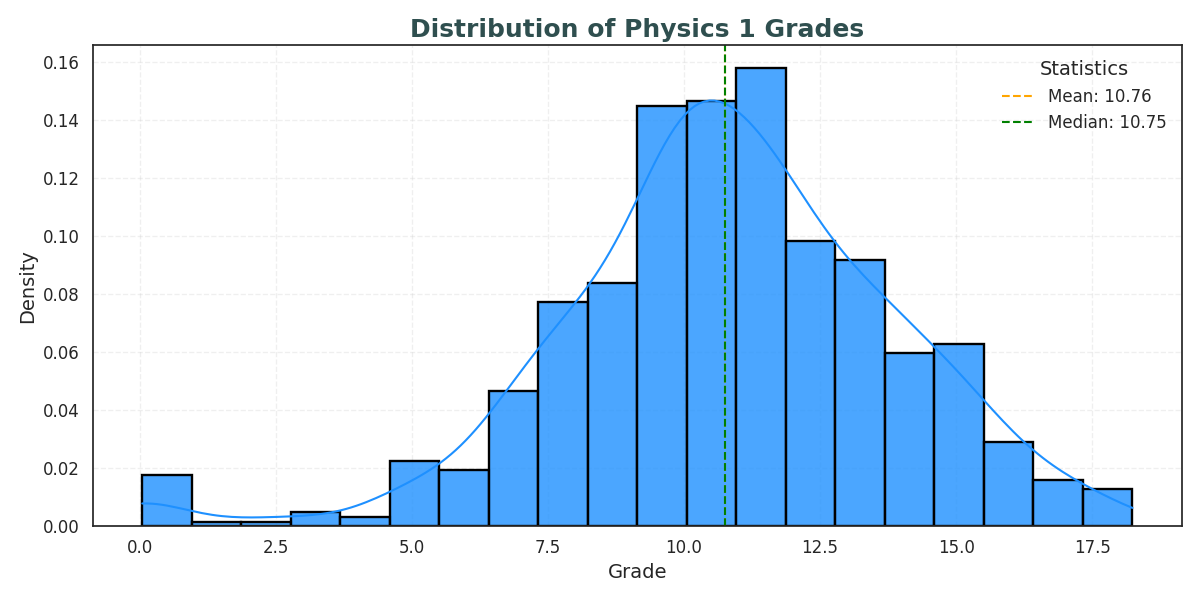 Distribution of Physics 1 Grades
Statistics
Mean: 10.76
Median: 10.75
Density
0.16
0.14
0.12
0.10
0.08
0.06
0.04
0.02
0.00
0.0 2.5 5.0 7.5 10.0 12.5 15.0 17.5
Grade